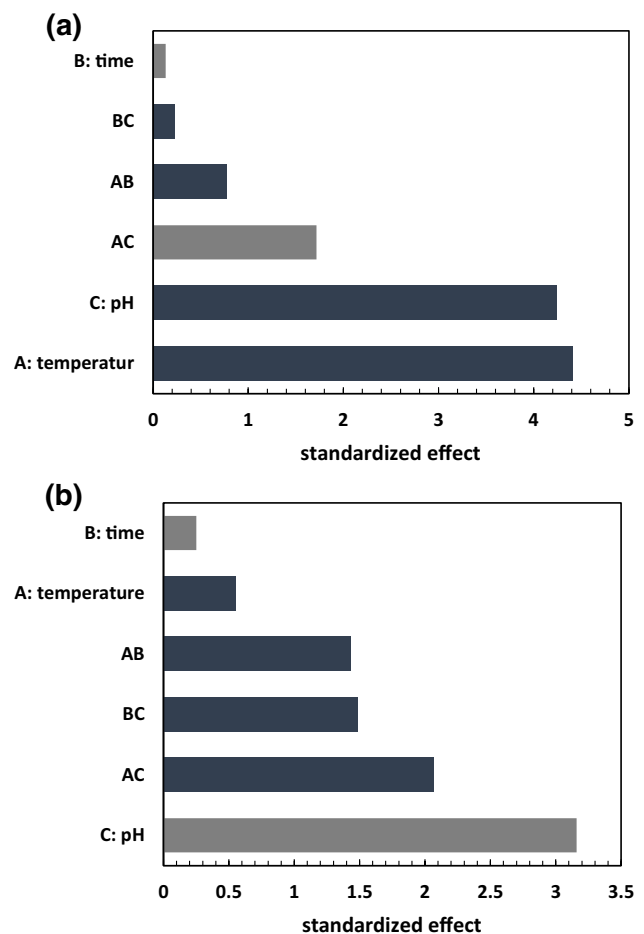 (a)
B: time
BC
AB
AC
C: pH
A: temperatur
0 1 2 3 4 5
standardized effect
(b)
B: time
A: temperature
AB
BC
AC
C: pH
0 0.5 1 1.5 2 2.5 3 3.5
standardized effect